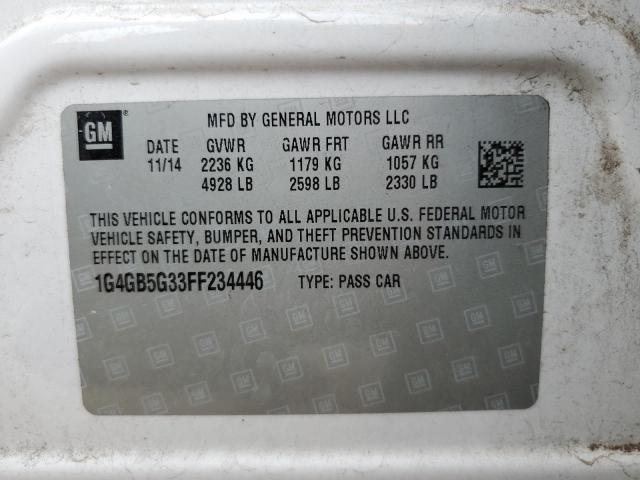 GM
MFD BY GENERAL MOTORS LLC
DATE GVWR GAWR FRT GAWR RR
11/14 2236 KG 1179 KG 1057 KG
4928 LB 2598 LB 2330 LB
THIS VEHICLE CONFORMS TO ALL APPLICABLE U.S. FEDERAL MOTOR
VEHICLE SAFETY, BUMPER, AND THEFT PREVENTION STANDARDS IN
EFFECT ON THE DATE OF MANUFACTURE SHOWN ABOVE.
1G4GB5G33FF234446 TYPE: PASS CAR